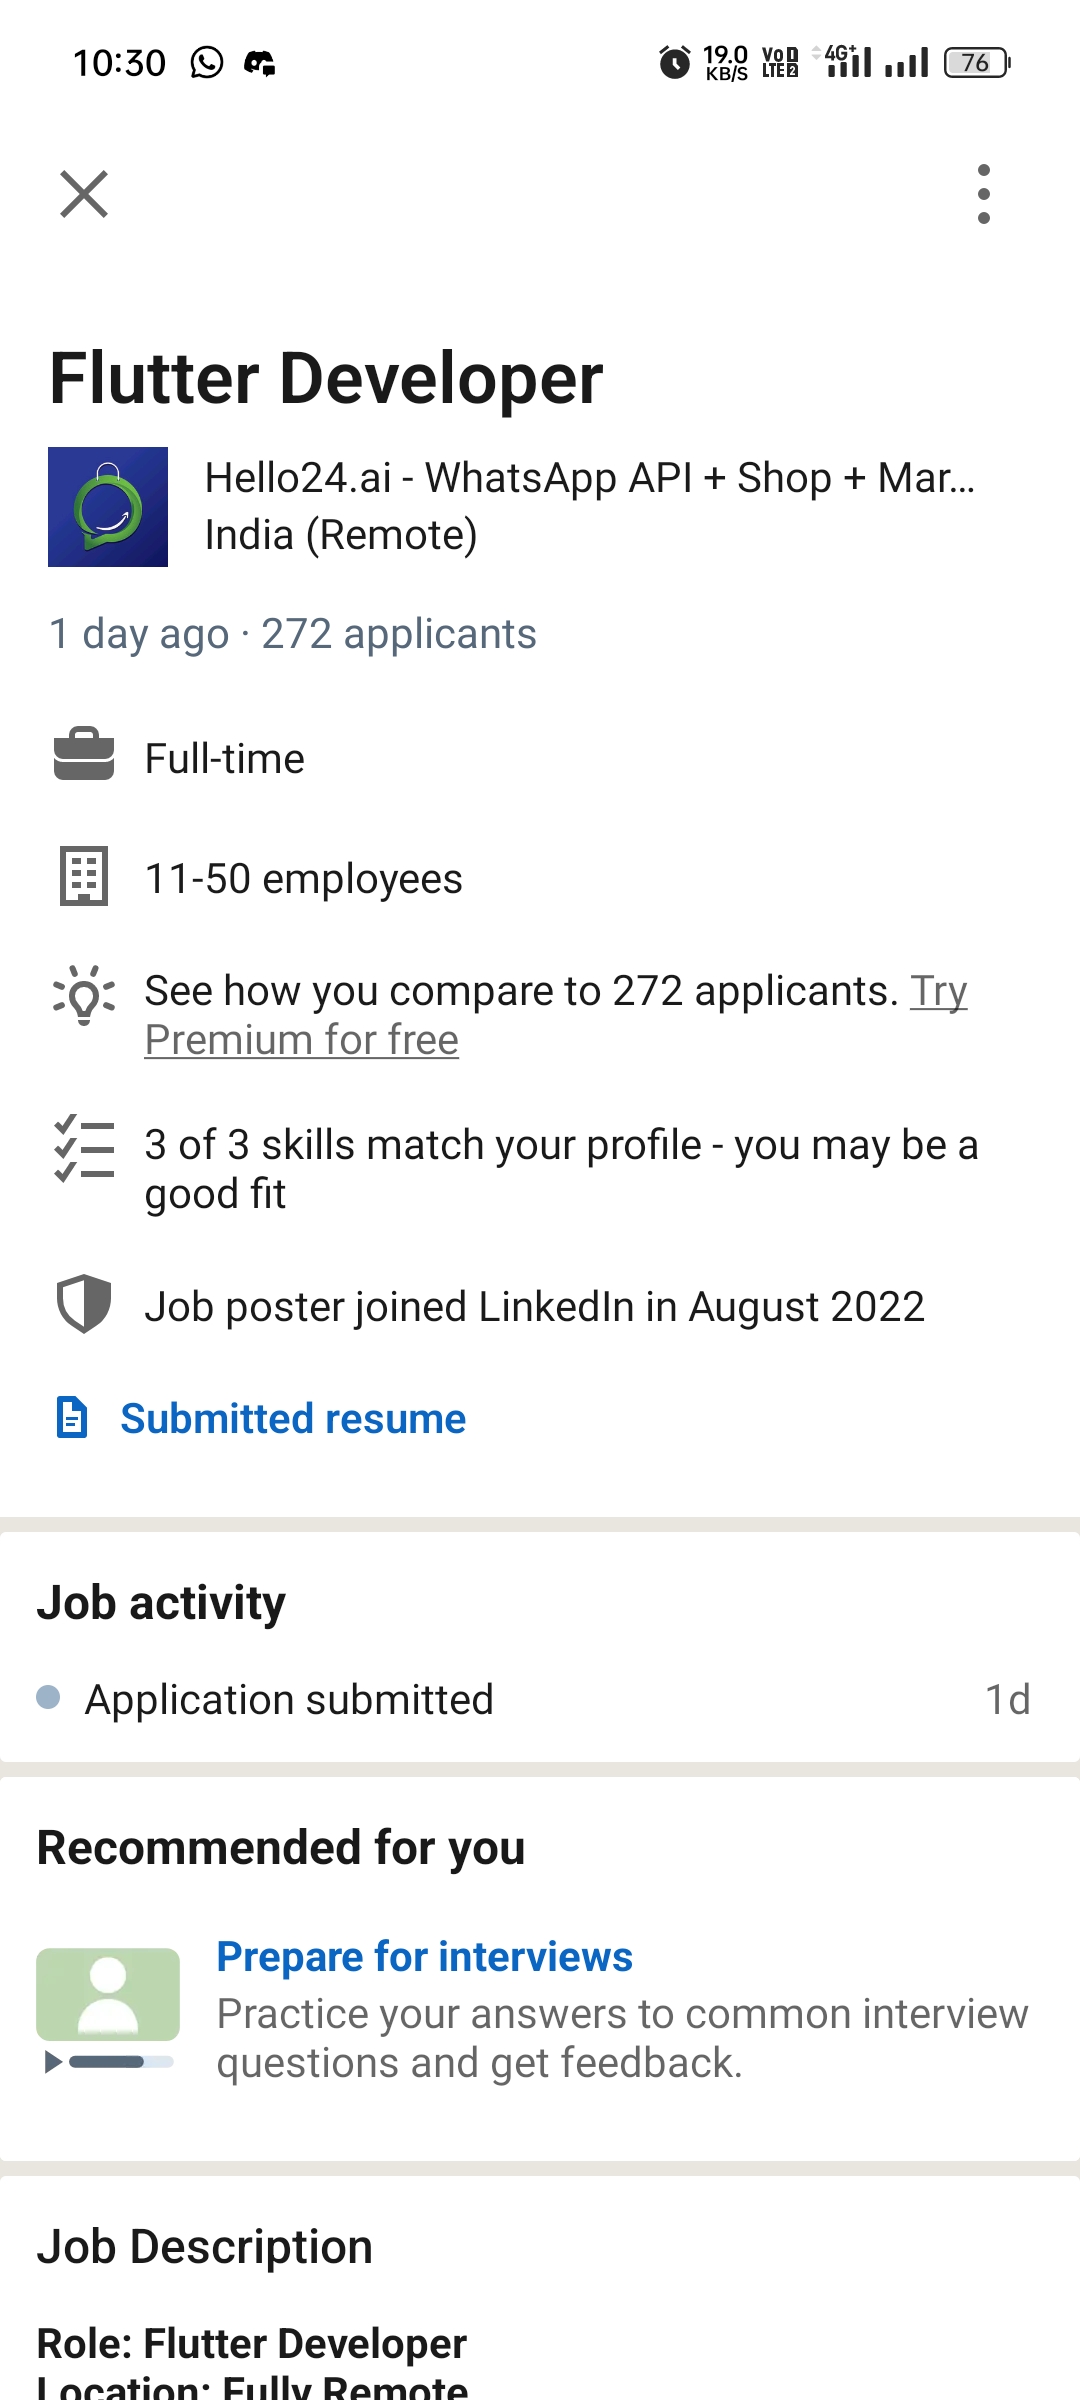 10:30
19.0
KB/S
Vo 1
LTE 2
4G+
76
Flutter Developer
Hello24.ai - WhatsApp API + Shop + Mar...
India (Remote)
1 day ago · 272 applicants
Full-time
11-50 employees
See how you compare to 272 applicants. Try
Premium for free
3 of 3 skills match your profile - you may be a
good fit
Job poster joined LinkedIn in August 2022
Submitted resume
Job activity
Application submitted 1d
Recommended for you
Prepare for interviews
Practice your answers to common interview
questions and get feedback.
Job Description
Role: Flutter Developer
Location: Fully Remote